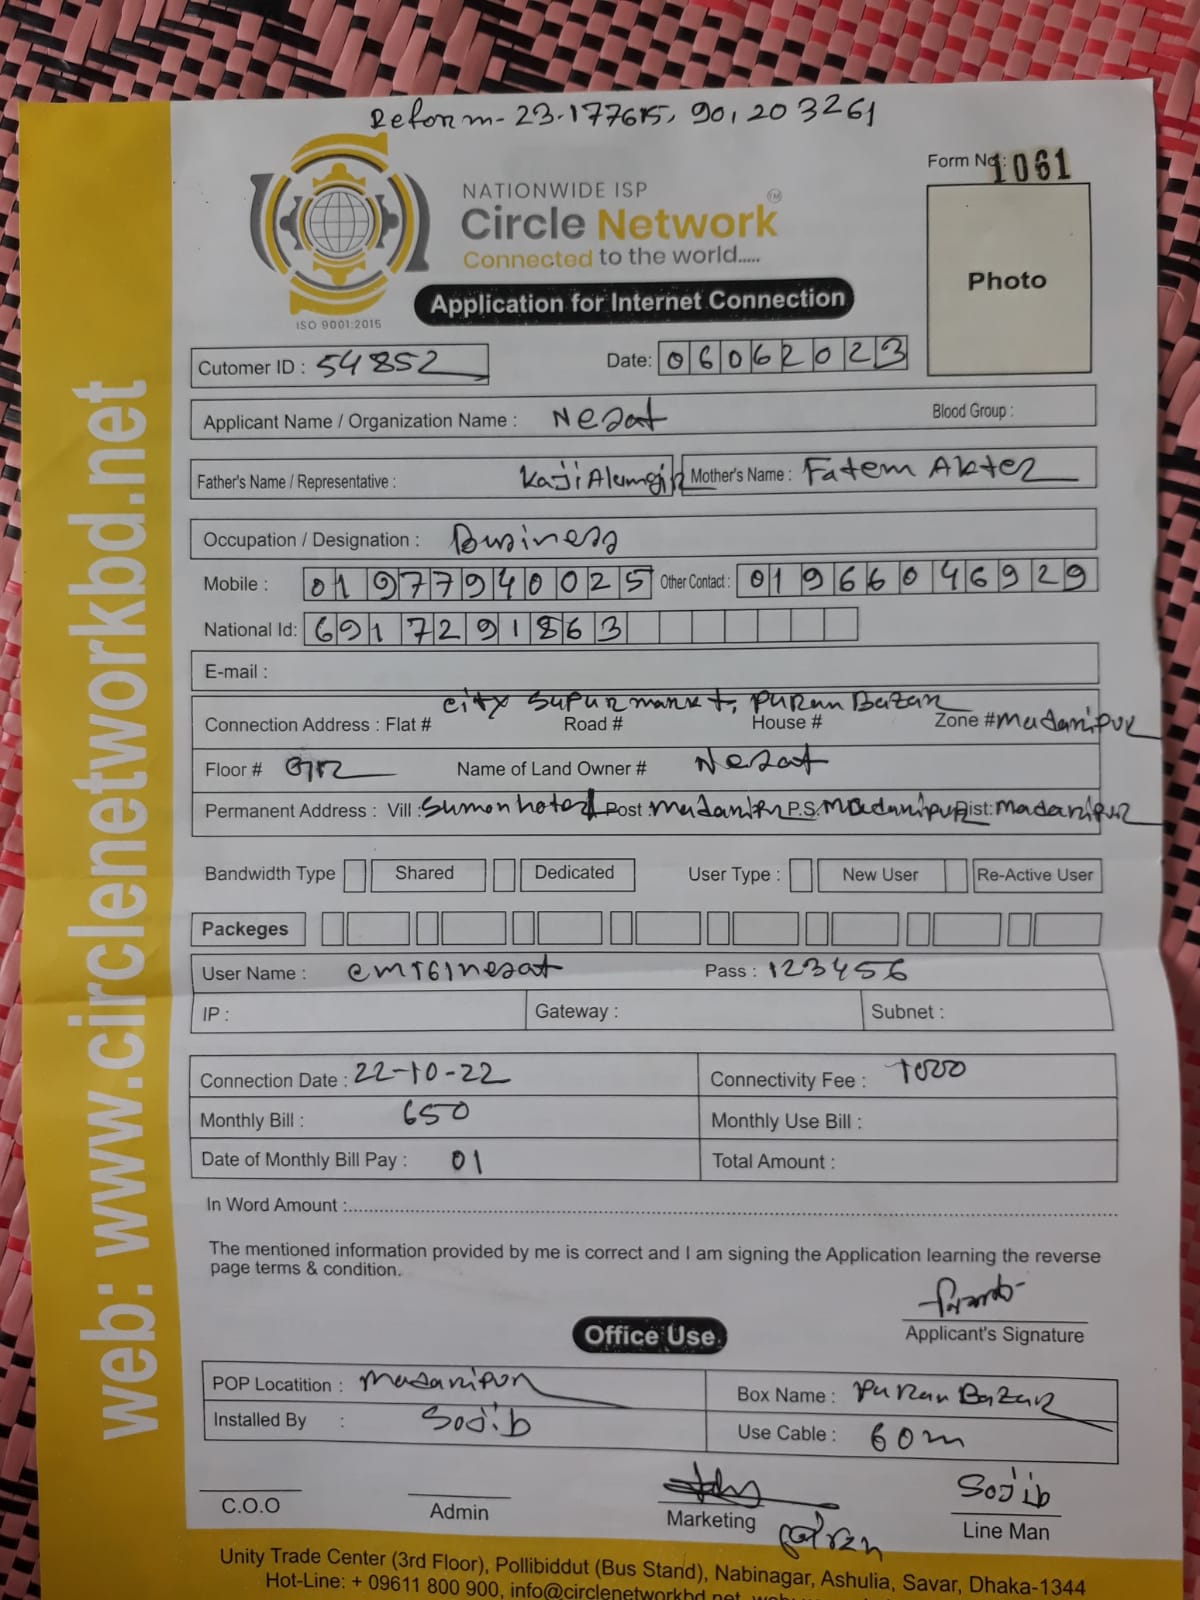 Reform- 23.177615, 90,203261
Form No: 1061
NATIONWIDE ISP
Circle Network TM
Connected to the world.....
ISO 9001:2015
Application for Internet Connection
Photo
Cutomer ID : 54852 Date: 06062023
Applicant Name / Organization Name : Nesat Blood Group :
Father's Name / Representative : Kaji Alumgir Mother's Name : Fatem Akter
Occupation / Designation : Business
Mobile : 01977940025 Other Contact : 01966046929
National Id: 6917291863
E-mail :
city supur markt, puran Bazar
Connection Address : Flat # Road # House # Zone # madaripur
Floor # Name of Land Owner # Nesat
Permanent Address : Vill : Sumon hotel Post : madaripur P.S. Madaripur Dist: madaripur
Bandwidth Type Shared Dedicated User Type : New User Re-Active User
Packeges
User Name : Pass : 123456
IP : Gateway : Subnet :
Connection Date : 22-10-22 Connectivity Fee : 1000
Monthly Bill : 650 Monthly Use Bill :
Date of Monthly Bill Pay : 01 Total Amount :
In Word Amount :
The mentioned information provided by me is correct and I am signing the Application learning the reverse
page terms & condition.
Applicant's Signature
Office Use
POP Locatition : madaripur Box Name : Puran Bazar
Installed By : Sojib Use Cable : 60m
Sojib
C.O.O Admin Marketing Line Man
Unity Trade Center (3rd Floor), Pollibiddut (Bus Stand), Nabinagar, Ashulia, Savar, Dhaka-1344
Hot-Line: + 09611 800 900, info@circlenetworkbd.net
web: www.circlenetworkbd.net